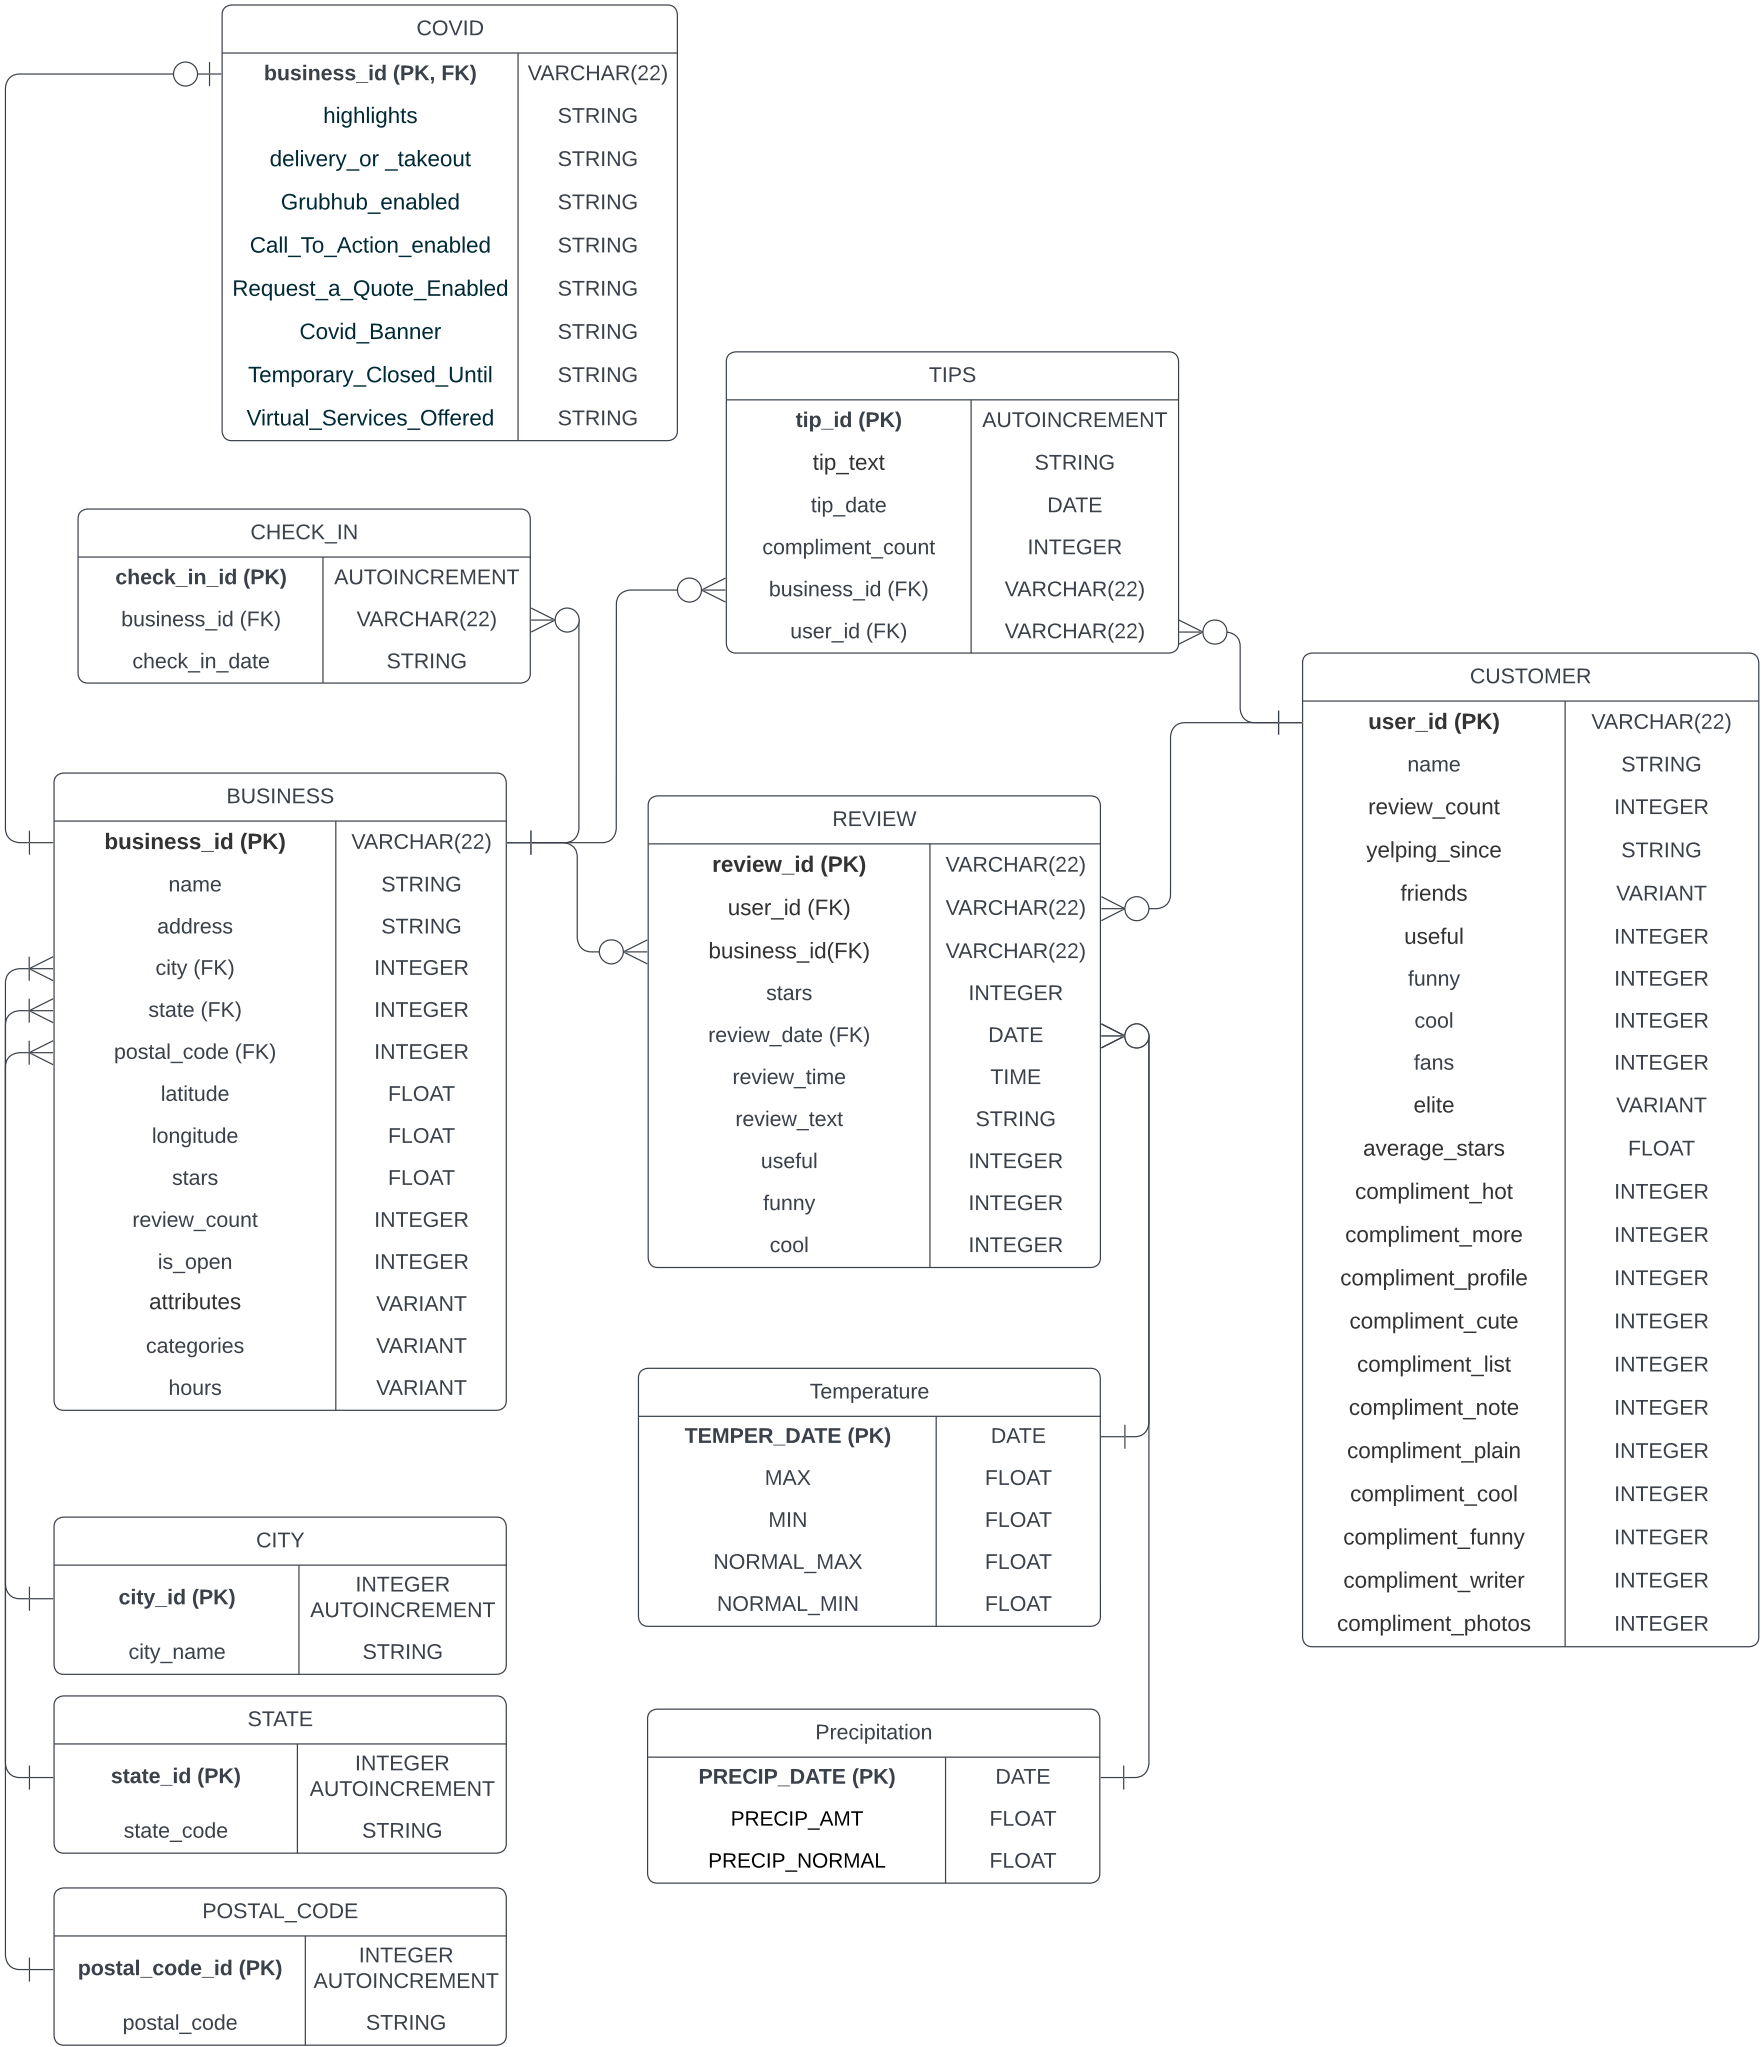 COVID
business_id (PK, FK) VARCHAR(22)
highlights STRING
delivery_or _takeout STRING
Grubhub_enabled STRING
Call_To_Action_enabled STRING
Request_a_Quote_Enabled STRING
Covid_Banner STRING
Temporary_Closed_Until STRING
Virtual_Services_Offered STRING
TIPS
tip_id (PK) AUTOINCREMENT
tip_text STRING
tip_date DATE
compliment_count INTEGER
business_id (FK) VARCHAR(22)
user_id (FK) VARCHAR(22)
CHECK_IN
check_in_id (PK) AUTOINCREMENT
business_id (FK) VARCHAR(22)
check_in_date STRING
CUSTOMER
user_id (PK) VARCHAR(22)
name STRING
review_count INTEGER
yelping_since STRING
friends VARIANT
useful INTEGER
funny INTEGER
cool INTEGER
fans INTEGER
elite VARIANT
average_stars FLOAT
compliment_hot INTEGER
compliment_more INTEGER
compliment_profile INTEGER
compliment_cute INTEGER
compliment_list INTEGER
compliment_note INTEGER
compliment_plain INTEGER
compliment_cool INTEGER
compliment_funny INTEGER
compliment_writer INTEGER
compliment_photos INTEGER
BUSINESS
business_id (PK) VARCHAR(22)
name STRING
address STRING
city (FK) INTEGER
state (FK) INTEGER
postal_code (FK) INTEGER
latitude FLOAT
longitude FLOAT
stars FLOAT
review_count INTEGER
is_open INTEGER
attributes VARIANT
categories VARIANT
hours VARIANT
REVIEW
review_id (PK) VARCHAR(22)
user_id (FK) VARCHAR(22)
business_id(FK) VARCHAR(22)
stars INTEGER
review_date (FK) DATE
review_time TIME
review_text STRING
useful INTEGER
funny INTEGER
cool INTEGER
Temperature
TEMPER_DATE (PK) DATE
MAX FLOAT
MIN FLOAT
NORMAL_MAX FLOAT
NORMAL_MIN FLOAT
CITY
city_id (PK) INTEGER
AUTOINCREMENT
city_name STRING
STATE
state_id (PK) INTEGER
AUTOINCREMENT
state_code STRING
Precipitation
PRECIP_DATE (PK) DATE
PRECIP_AMT FLOAT
PRECIP_NORMAL FLOAT
POSTAL_CODE
postal_code_id (PK) INTEGER
AUTOINCREMENT
postal_code STRING